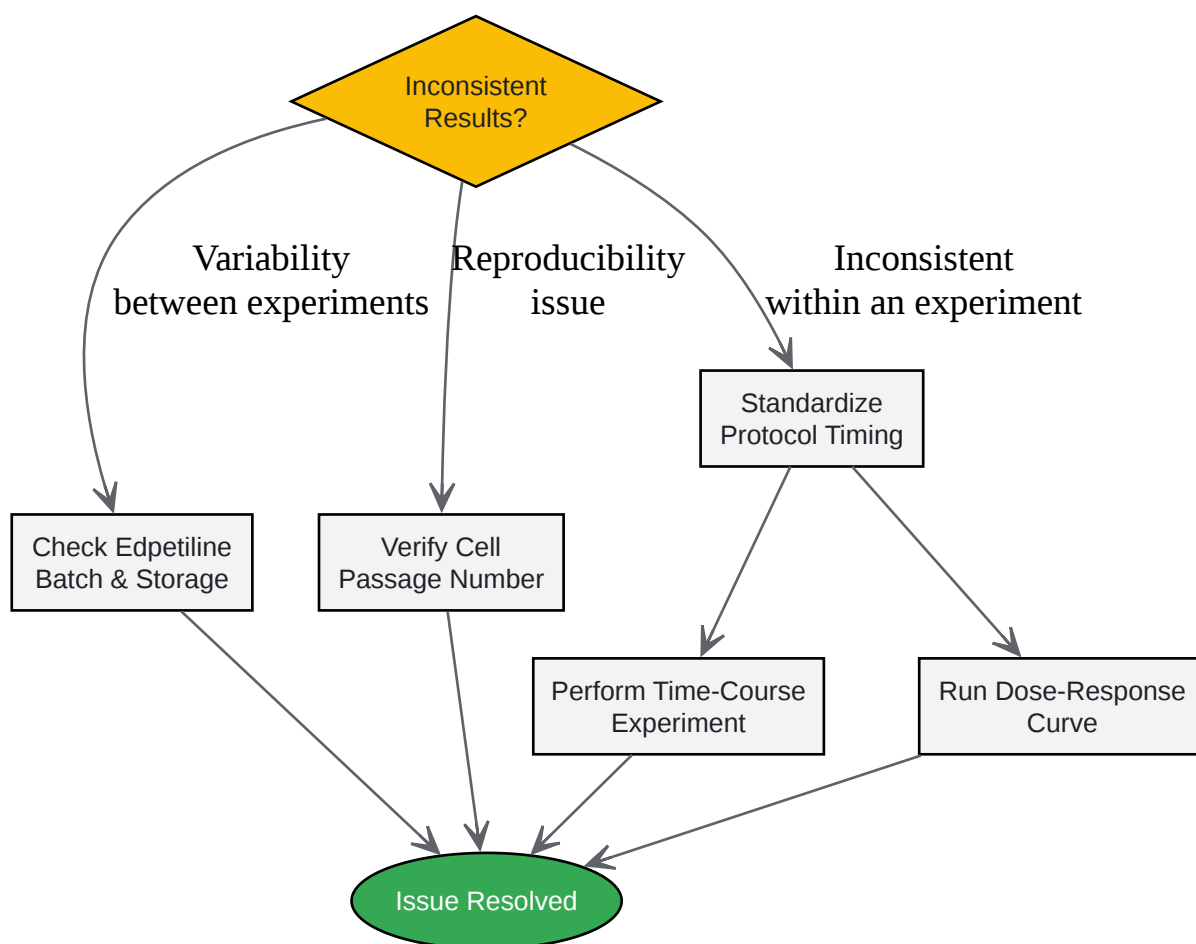 Inconsistent
Results?
Variability
between experiments
Reproducibility
issue
Inconsistent
within an experiment
Standardize
Protocol Timing
Check Edpetiline
Batch & Storage
Verify Cell
Passage Number
Perform Time-Course
Experiment
Run Dose-Response
Curve
Issue Resolved